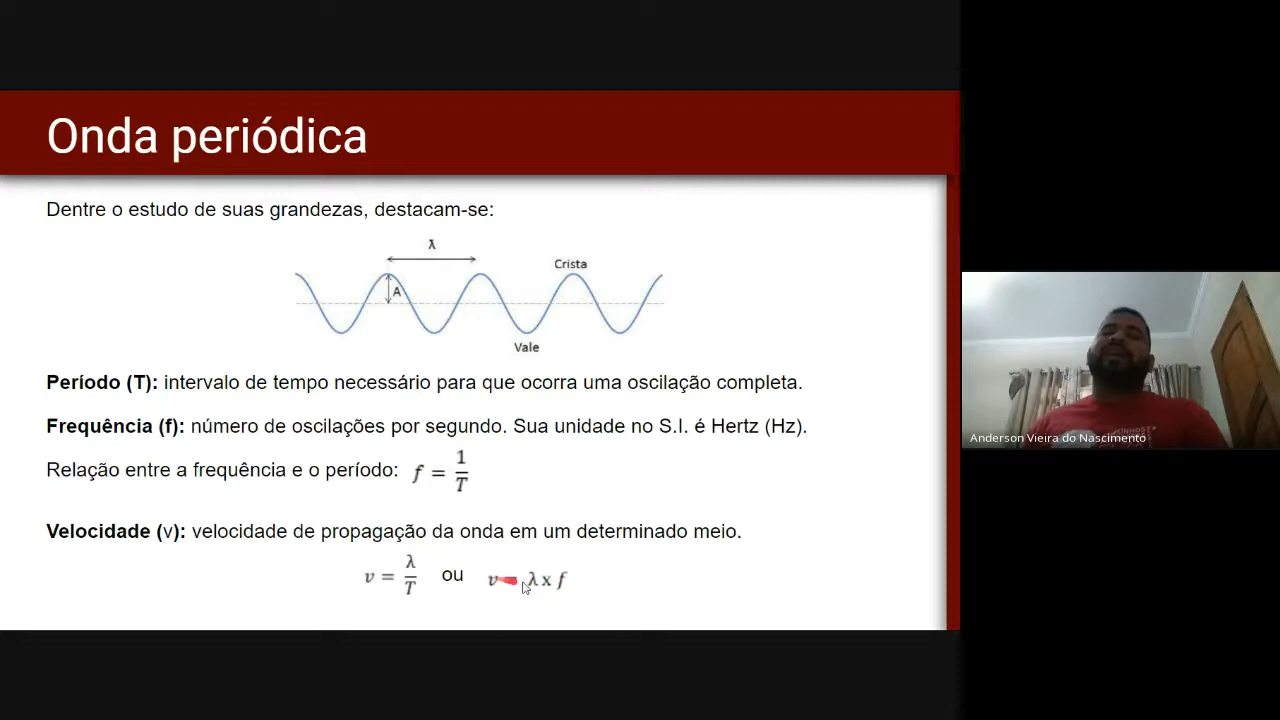 Onda periódica
Dentre o estudo de suas grandezas, destacam-se:
λ
Crista
A
Vale
Período (T): intervalo de tempo necessário para que ocorra uma oscilação completa.
Frequência (f): número de oscilações por segundo. Sua unidade no S.I. é Hertz (Hz).
Relação entre a frequência e o período: f = 1/T
Velocidade (v): velocidade de propagação da onda em um determinado meio.
v = λ/T ou v = λ x f
Anderson Vieira do Nascimento